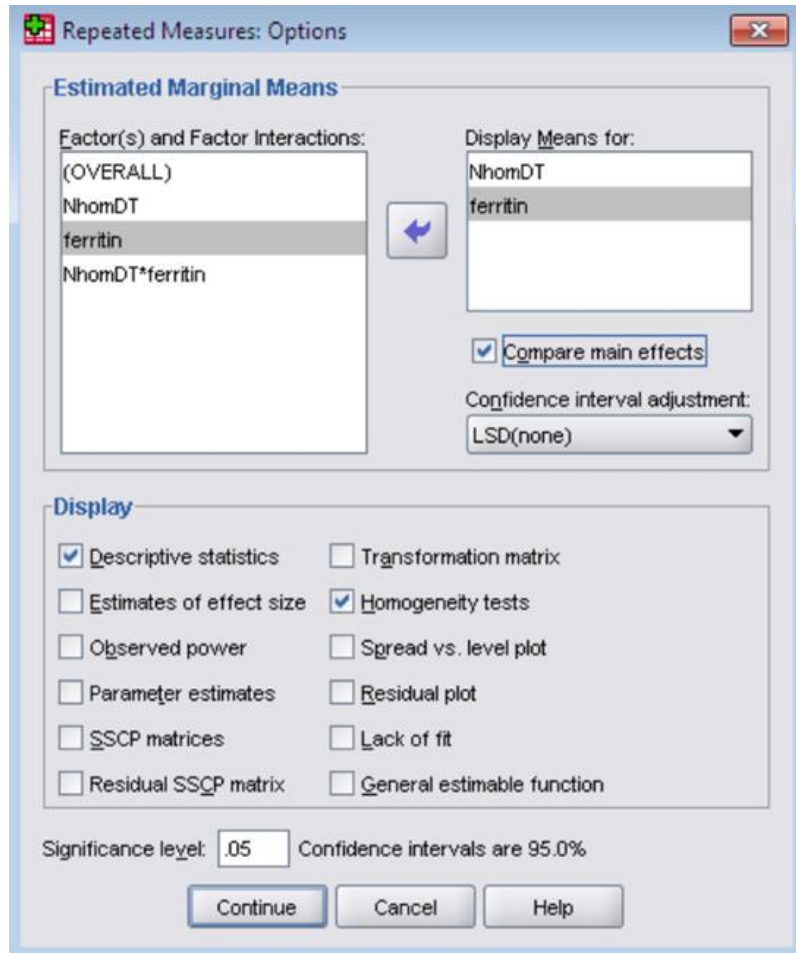 Repeated Measures: Options
Estimated Marginal Means
Factor(s) and Factor Interactions:
(OVERALL)
NhomDT
ferritin
NhomDT*ferritin
Display Means for:
NhomDT
ferritin
Compare main effects
Confidence interval adjustment:
LSD(none)
Display
Descriptive statistics
Transformation matrix
Estimates of effect size
Homogeneity tests
Observed power
Spread vs. level plot
Parameter estimates
Residual plot
SSCP matrices
Lack of fit
Residual SSCP matrix
General estimable function
Significance level: .05 Confidence intervals are 95.0%
Continue Cancel Help